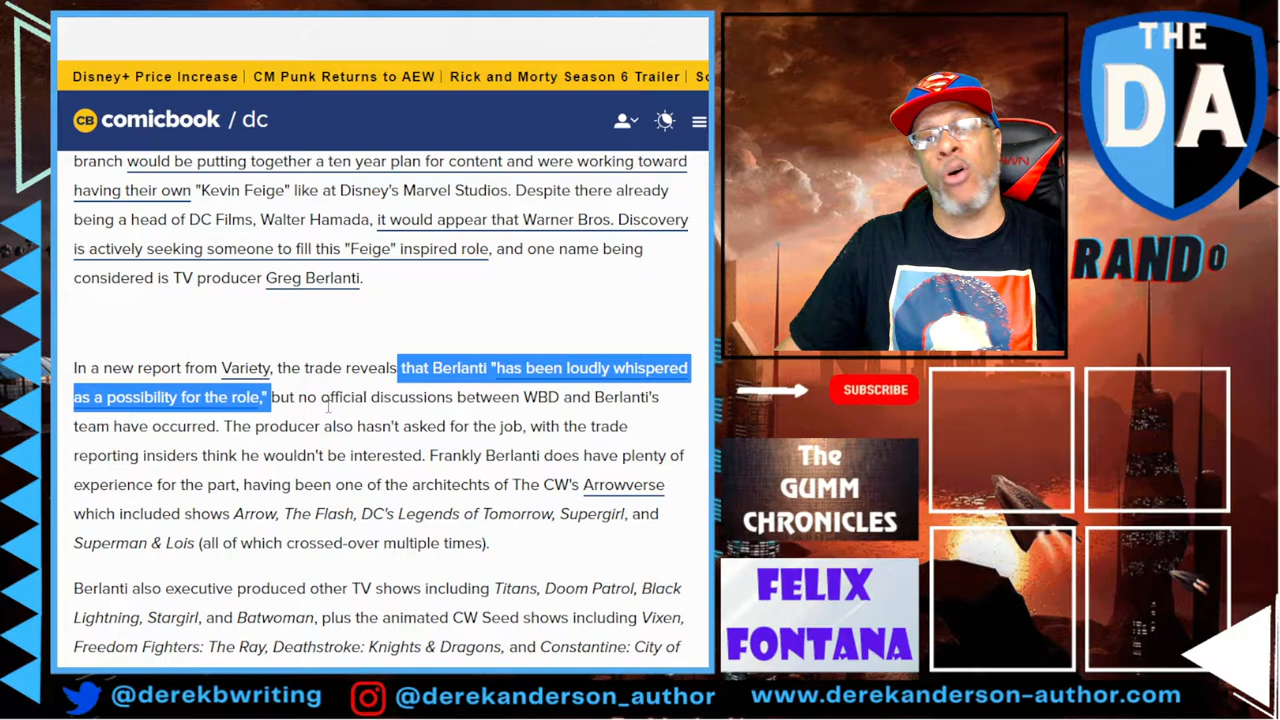 Disney+ Price Increase | CM Punk Returns to AEW | Rick and Morty Season 6 Trailer |
CB comicbook / dc
branch would be putting together a ten year plan for content and were working toward
having their own "Kevin Feige" like at Disney's Marvel Studios. Despite there already
being a head of DC Films, Walter Hamada, it would appear that Warner Bros. Discovery
is actively seeking someone to fill this "Feige" inspired role, and one name being
considered is TV producer Greg Berlanti.
In a new report from Variety, the trade reveals that Berlanti "has been loudly whispered
as a possibility for the role," but no official discussions between WBD and Berlanti's
team have occurred. The producer also hasn't asked for the job, with the trade
reporting insiders think he wouldn't be interested. Frankly Berlanti does have plenty of
experience for the part, having been one of the architechts of The CW's Arrowverse
which included shows Arrow, The Flash, DC's Legends of Tomorrow, Supergirl, and
Superman & Lois (all of which crossed-over multiple times).
Berlanti also executive produced other TV shows including Titans, Doom Patrol, Black
Lightning, Stargirl, and Batwoman, plus the animated CW Seed shows including Vixen,
Freedom Fighters: The Ray, Deathstroke: Knights & Dragons, and Constantine: City of
THE
DA
RANDO
SUBSCRIBE
The
GUMM
CHRONICLES
FELIX
FONTANA
@derekbwriting
@derekanderson_author
www.derekanderson-author.com